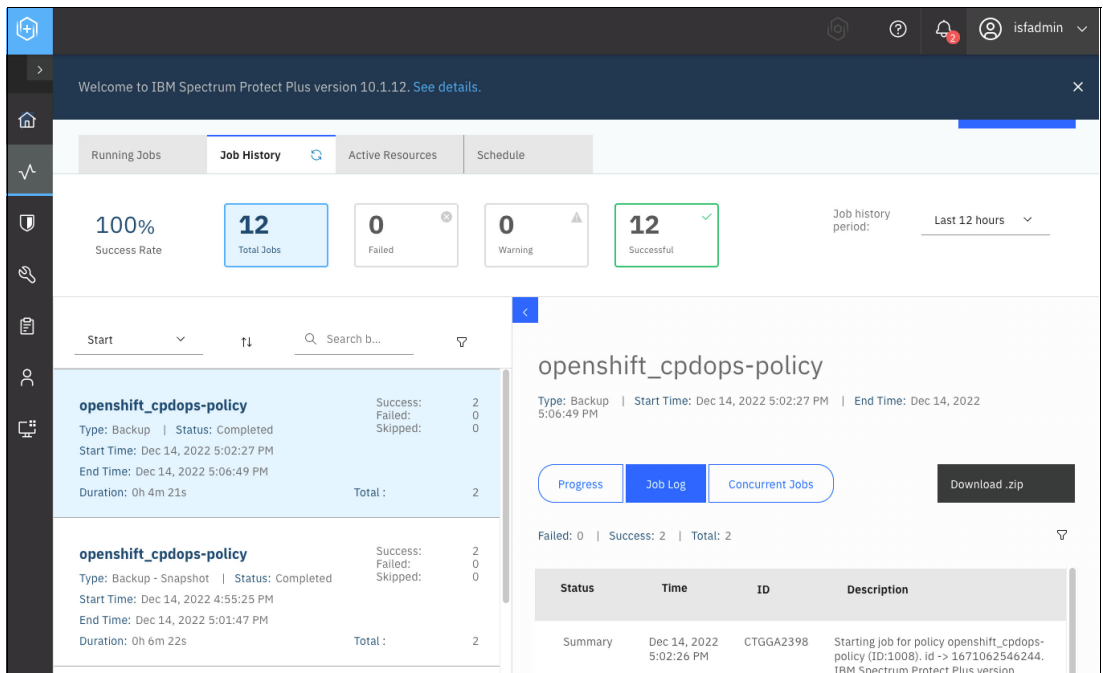 2
isfadmin
Welcome to IBM Spectrum Protect Plus version 10.1.12. See details.
Running Jobs
Job History
Active Resources
Schedule
100%
Success Rate
12
Total Jobs
0
Failed
0
Warning
12
Successful
Job history
period:
Last 12 hours
Start
Search b...
openshift_cpdops-policy
Type: Backup | Status: Completed
Start Time: Dec 14, 2022 5:02:27 PM
End Time: Dec 14, 2022 5:06:49 PM
Duration: 0h 4m 21s
Success: 2
Failed: 0
Skipped: 0
Total : 2
openshift_cpdops-policy
Type: Backup - Snapshot | Status: Completed
Start Time: Dec 14, 2022 4:55:25 PM
End Time: Dec 14, 2022 5:01:47 PM
Duration: 0h 6m 22s
Success: 2
Failed: 0
Skipped: 0
Total : 2
openshift_cpdops-policy
Type: Backup | Start Time: Dec 14, 2022 5:02:27 PM | End Time: Dec 14, 2022
5:06:49 PM
Progress
Job Log
Concurrent Jobs
Download .zip
Failed: 0 | Success: 2 | Total: 2
Status Time ID Description
Summary
Dec 14, 2022
5:02:26 PM
CTGGA2398
Starting job for policy openshift_cpdops-
policy (ID:1008). id -> 1671062546244.
IBM Spectrum Protect Plus version